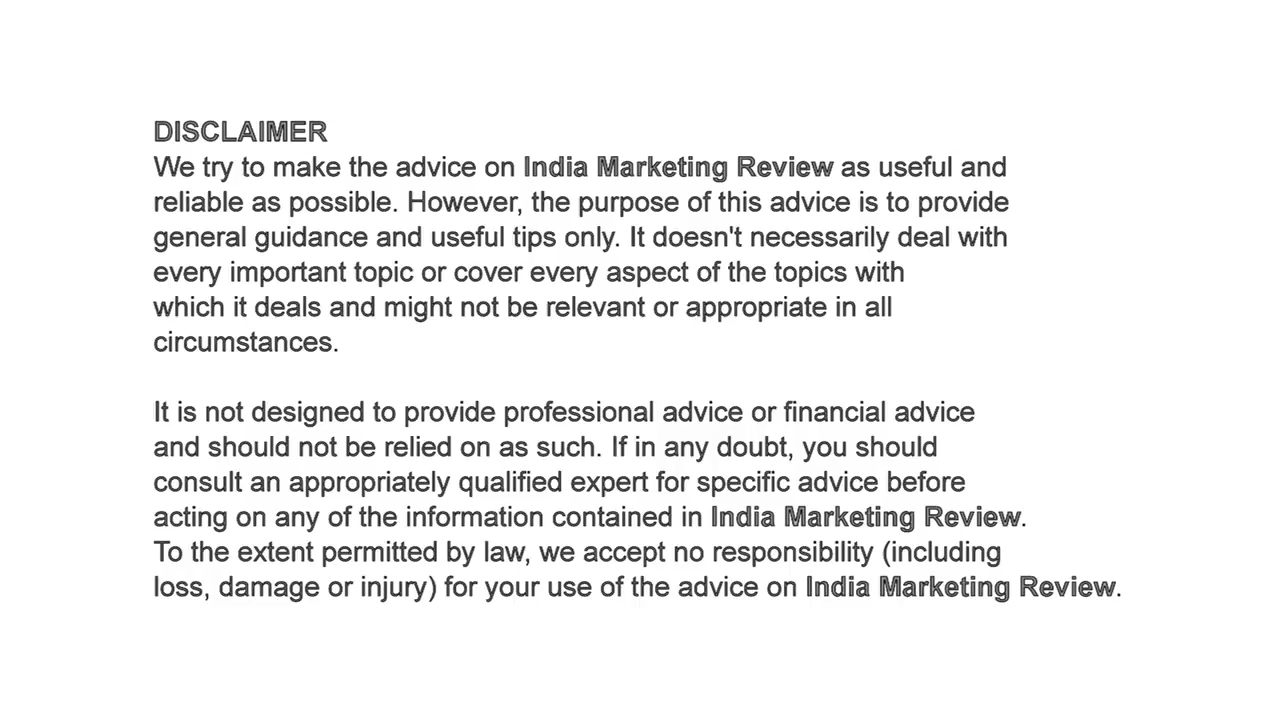 DISCLAIMER
We try to make the advice on India Marketing Review as useful and
reliable as possible. However, the purpose of this advice is to provide
general guidance and useful tips only. It doesn't necessarily deal with
every important topic or cover every aspect of the topics with
which it deals and might not be relevant or appropriate in all
circumstances.
It is not designed to provide professional advice or financial advice
and should not be relied on as such. If in any doubt, you should
consult an appropriately qualified expert for specific advice before
acting on any of the information contained in India Marketing Review.
To the extent permitted by law, we accept no responsibility (including
loss, damage or injury) for your use of the advice on India Marketing Review.